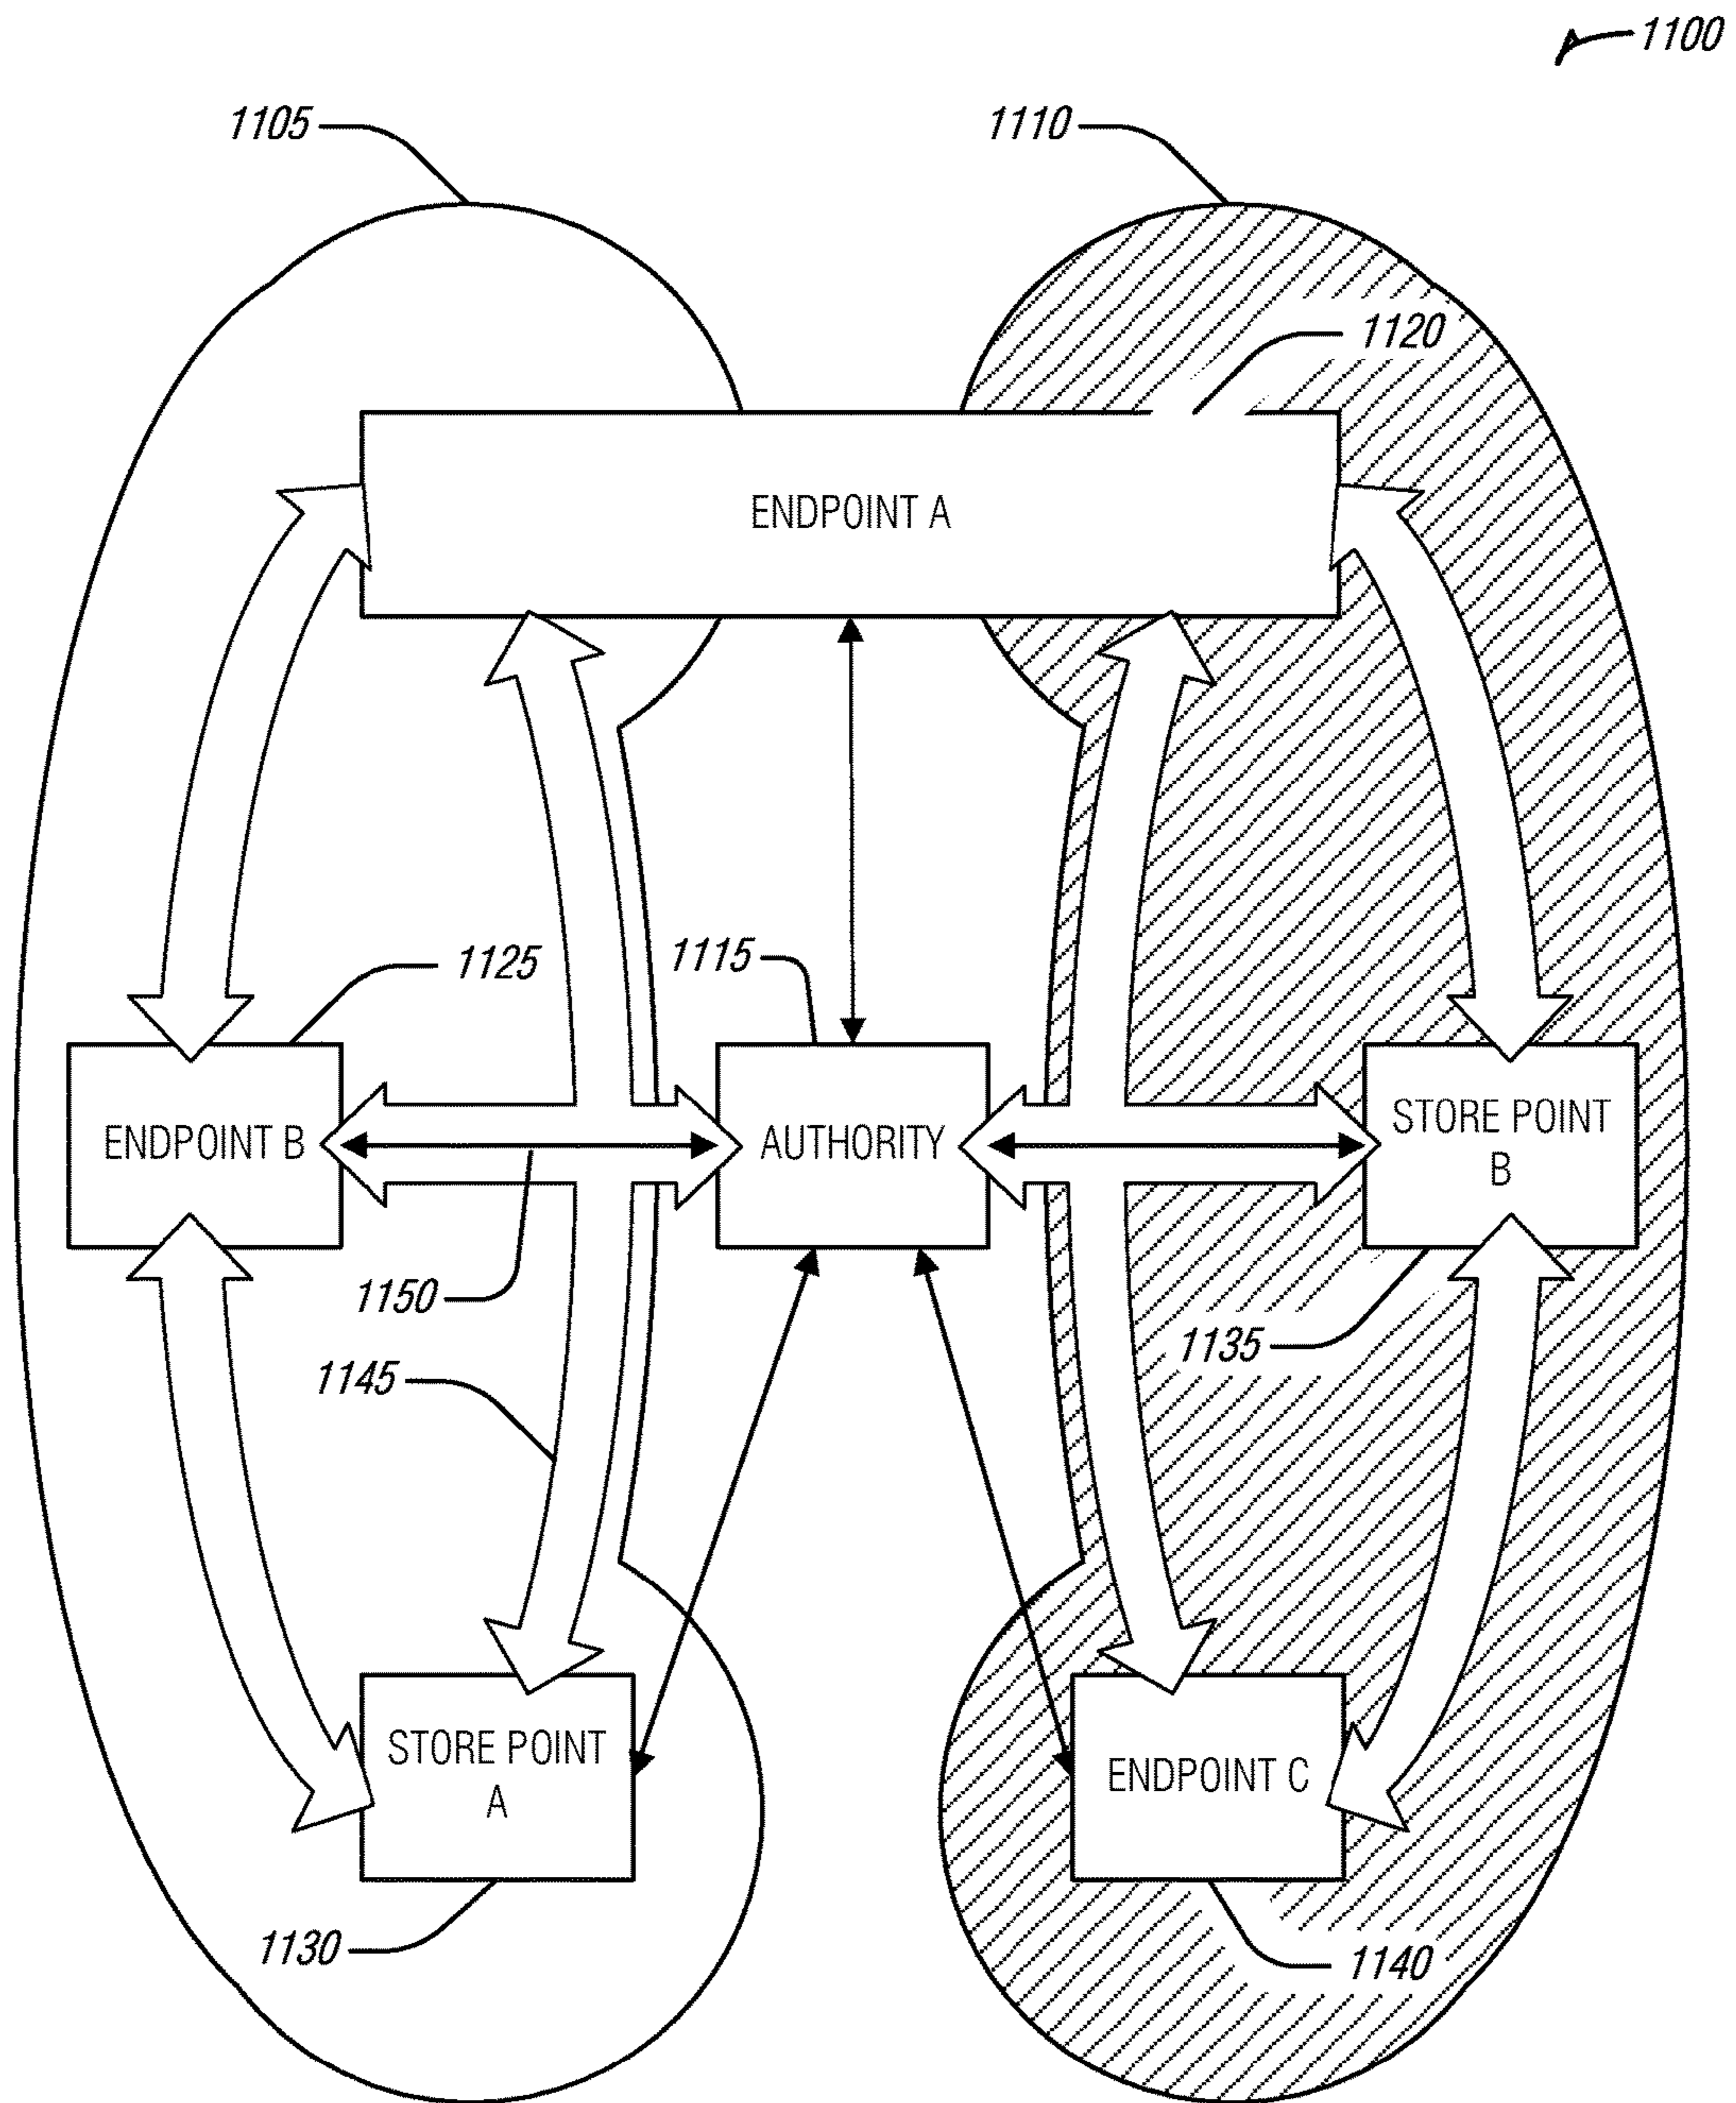 1100
1105
1110
1120
ENDPOINT A
1125
1115
ENDPOINT B
AUTHORITY
STORE POINT
B
1150
1135
1145
STORE POINT
A
ENDPOINT C
1130
1140